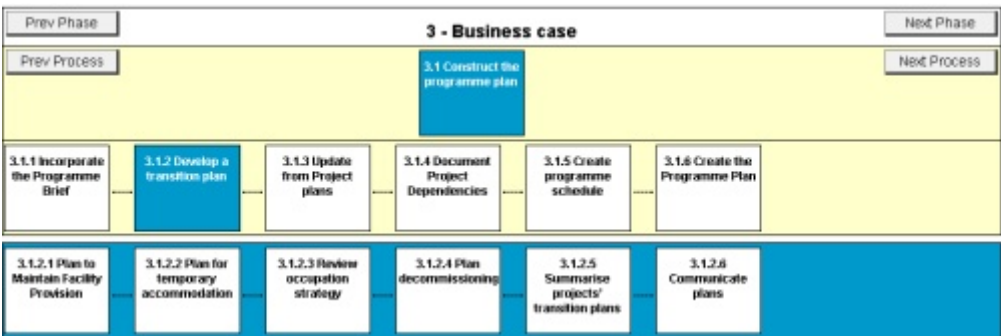 Prev Phase
3 - Business case
Next Phase
Prev Process
3.1 Construct the
programme plan
Next Process
3.1.1 Incorporate
the Programme
Brief
3.1.2 Develop a
transition plan
3.1.3 Update
from Project
plans
3.1.4 Document
Project
Dependencies
3.1.5 Create
programme
schedule
3.1.6 Create the
Programme Plan
3.1.2.1 Plan to
Maintain Facility
Provision
3.1.2.2 Plan for
temporary
accommodation
3.1.2.3 Review
occupation
strategy
3.1.2.4 Plan
decommissioning
3.1.2.5
Summarise
projects'
transition plans
3.1.2.6
Communicate
plans